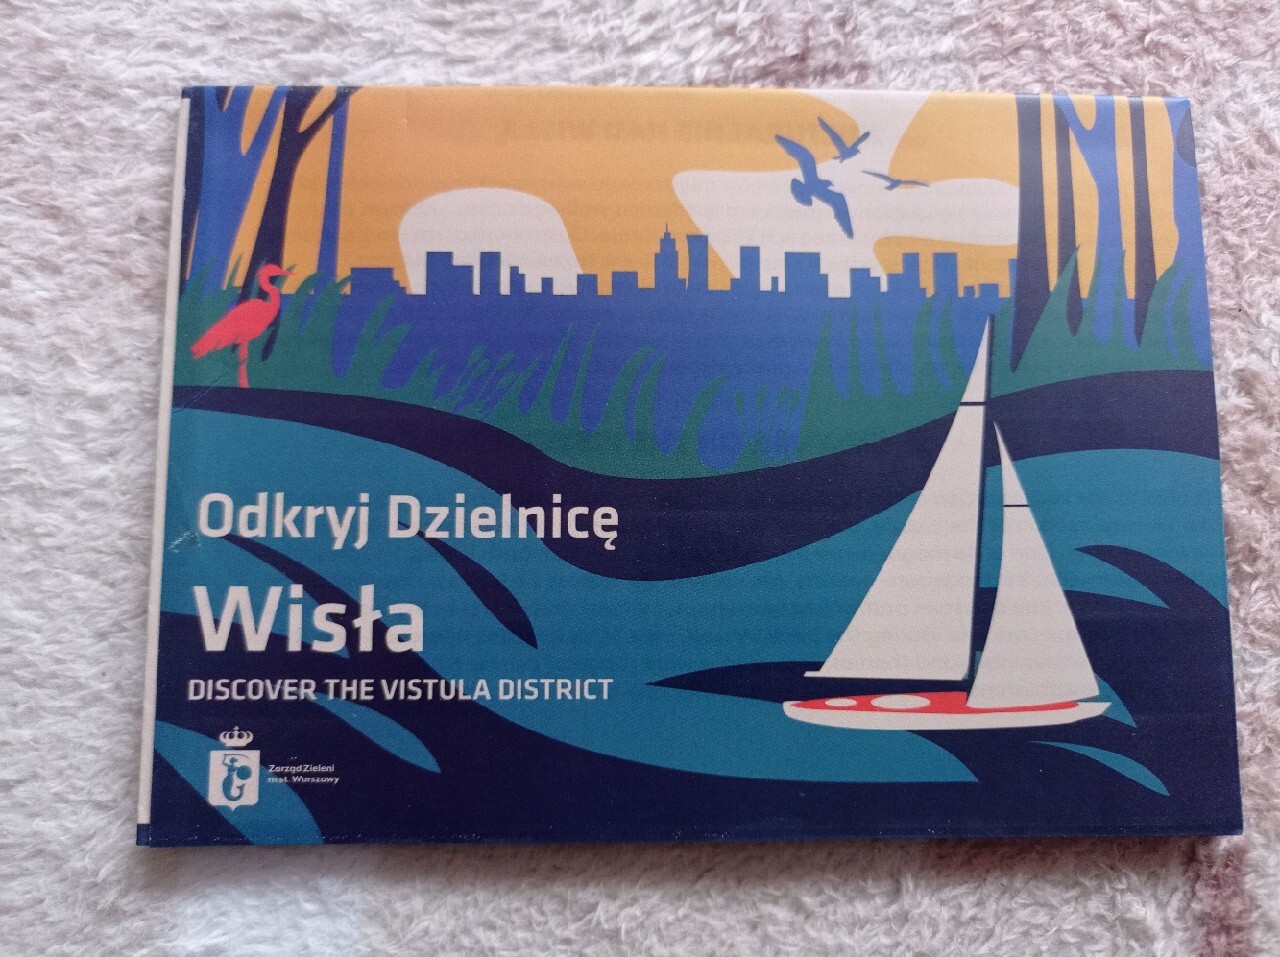 Odkryj Dzielnicę
Wisła
DISCOVER THE VISTULA DISTRICT
Zarząd Zieleni
m.st. Warszawy